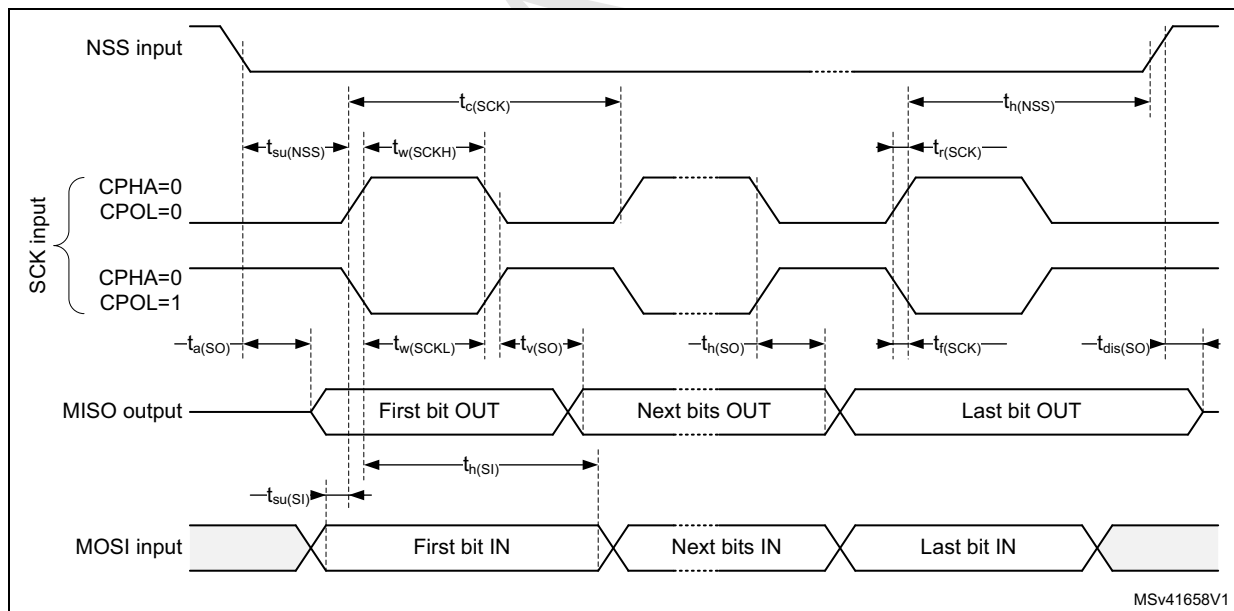 NSS input
tc(SCK)
th(NSS)
tsu(NSS)
tw(SCKH)
tr(SCK)
SCK input
CPHA=0
CPOL=0
CPHA=0
CPOL=1
ta(SO)
tw(SCKL)
tv(SO)
th(SO)
tf(SCK)
tdis(SO)
MISO output
First bit OUT
Next bits OUT
Last bit OUT
th(SI)
tsu(SI)
MOSI input
First bit IN
Next bits IN
Last bit IN
MSv41658V1